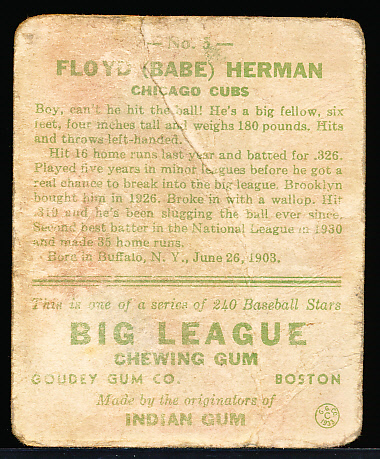 — No. 5 —
FLOYD (BABE) HERMAN
CHICAGO CUBS
Boy, can't he hit the ball! He's a big fellow, six
feet, four inches tall and weighs 180 pounds. Hits
and throws left-handed.
Hit 16 home runs last year and batted for .326.
Played five years in minor leagues before he got a
real chance to break into the big league. Brooklyn
bought him in 1926. Broke in with a wallop. Hit
.319 and he's been slugging the ball ever since.
Second best batter in the National League in 1930
and made 35 home runs.
Born in Buffalo, N. Y., June 26, 1903.
This is one of a series of 240 Baseball Stars
BIG LEAGUE
CHEWING GUM
GOUDEY GUM CO. BOSTON
Made by the originators of
INDIAN GUM
C
1933